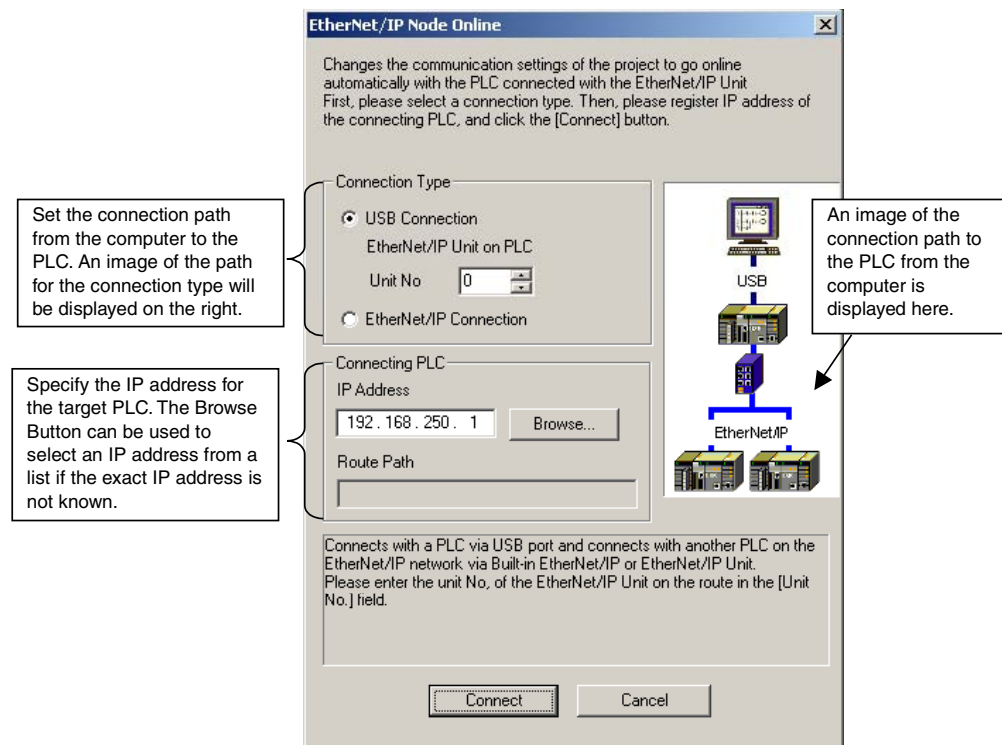 EtherNet/IP Node Online
Changes the communication settings of the project to go online
automatically with the PLC connected with the EtherNet/IP Unit
First, please select a connection type. Then, please register IP address of
the connecting PLC, and click the [Connect] button.
Connection Type
USB Connection
EtherNet/IP Unit on PLC
Unit No 0
EtherNet/IP Connection
Set the connection path
from the computer to the
PLC. An image of the path
for the connection type will
be displayed on the right.
USB
EtherNet/IP
An image of the
connection path to
the PLC from the
computer is
displayed here.
Connecting PLC
IP Address
192 . 168 . 250 . 1 Browse...
Route Path
Specify the IP address for
the target PLC. The Browse
Button can be used to
select an IP address from a
list if the exact IP address is
not known.
Connects with a PLC via USB port and connects with another PLC on the
EtherNet/IP network via Built-in EtherNet/IP or EtherNet/IP Unit.
Please enter the unit No, of the EtherNet/IP Unit on the route in the [Unit
No.] field.
Connect Cancel